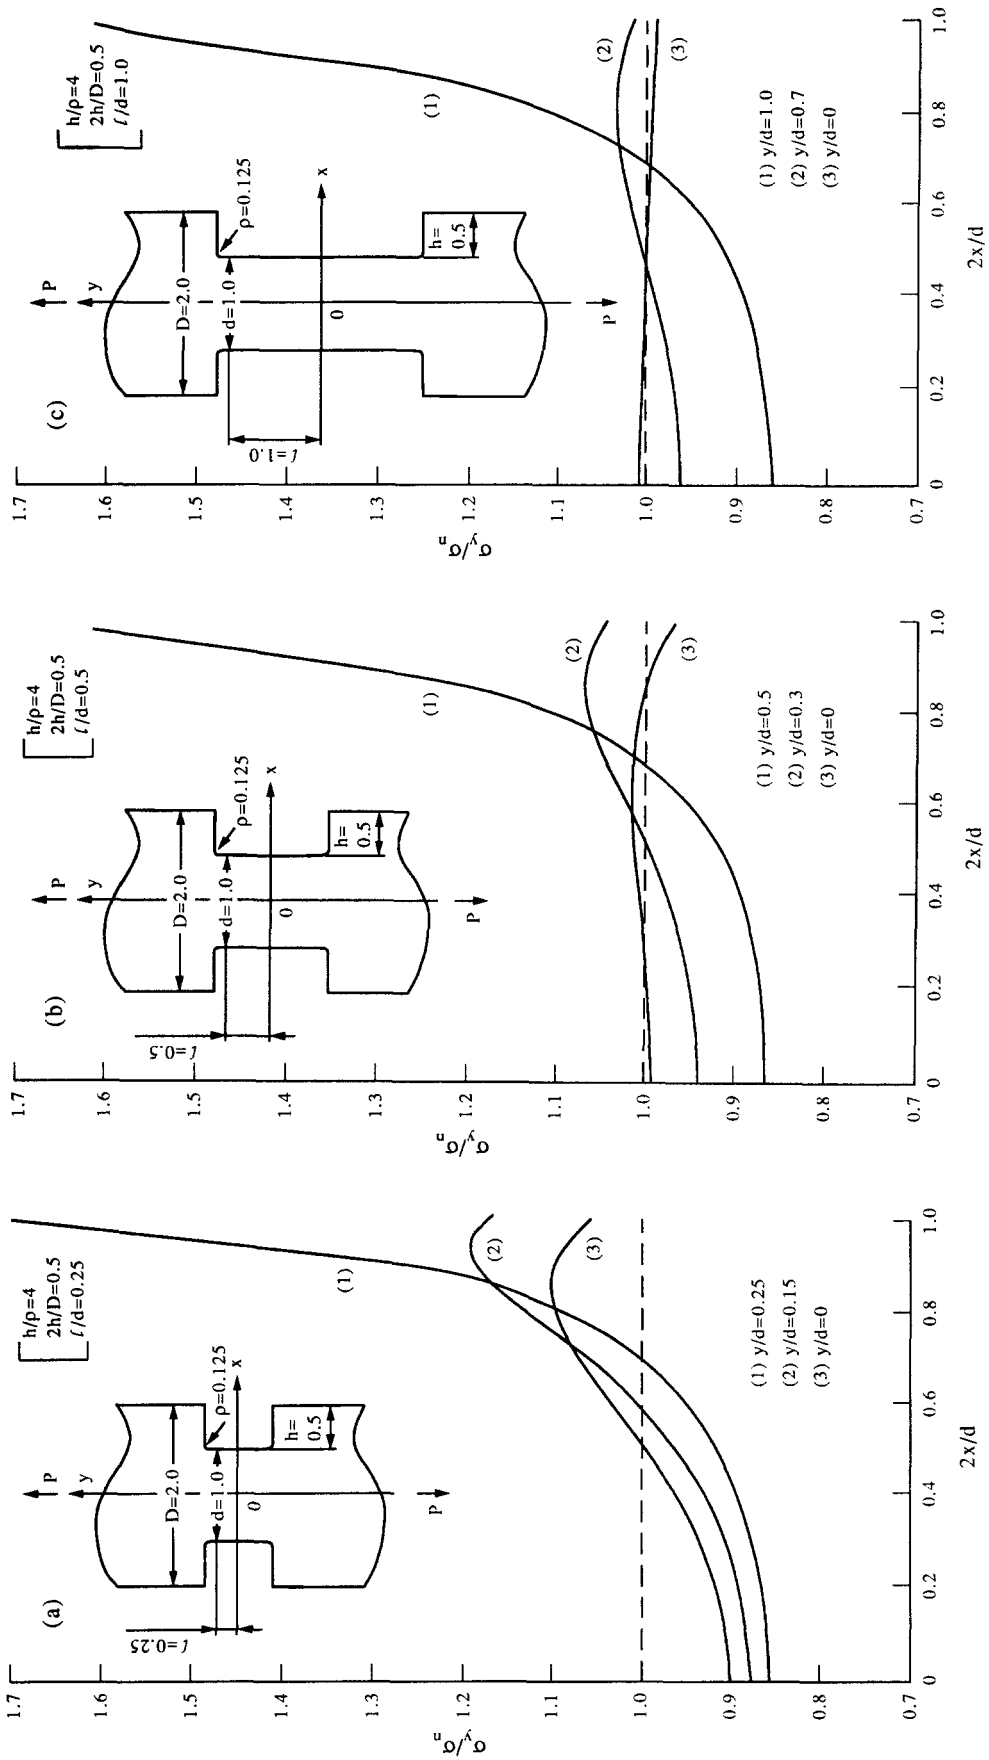 (a)
h/ρ=4
2h/D=0.5
l/d=0.25
P
y
D=2.0
d=1.0
ρ=0.125
x
0
h=
0.5
P
l=0.25
σy/σn
1.7
1.6
1.5
1.4
1.3
1.2
1.1
1.0
0.9
0.8
0.7
(1)
(2)
(3)
(1) y/d=0.25
(2) y/d=0.15
(3) y/d=0
0
0.2
0.4
0.6
0.8
1.0
2x/d
(b)
h/ρ=4
2h/D=0.5
l/d=0.5
P
y
D=2.0
d=1.0
ρ=0.125
x
0
h=
0.5
P
l=0.5
σy/σn
1.7
1.6
1.5
1.4
1.3
1.2
1.1
1.0
0.9
0.8
0.7
(1)
(2)
(3)
(1) y/d=0.5
(2) y/d=0.3
(3) y/d=0
0
0.2
0.4
0.6
0.8
1.0
2x/d
(c)
h/ρ=4
2h/D=0.5
l/d=1.0
P
y
D=2.0
d=1.0
ρ=0.125
x
0
h=
0.5
P
l=1.0
σy/σn
1.7
1.6
1.5
1.4
1.3
1.2
1.1
1.0
0.9
0.8
0.7
(1)
(2)
(3)
(1) y/d=1.0
(2) y/d=0.7
(3) y/d=0
0
0.2
0.4
0.6
0.8
1.0
2x/d